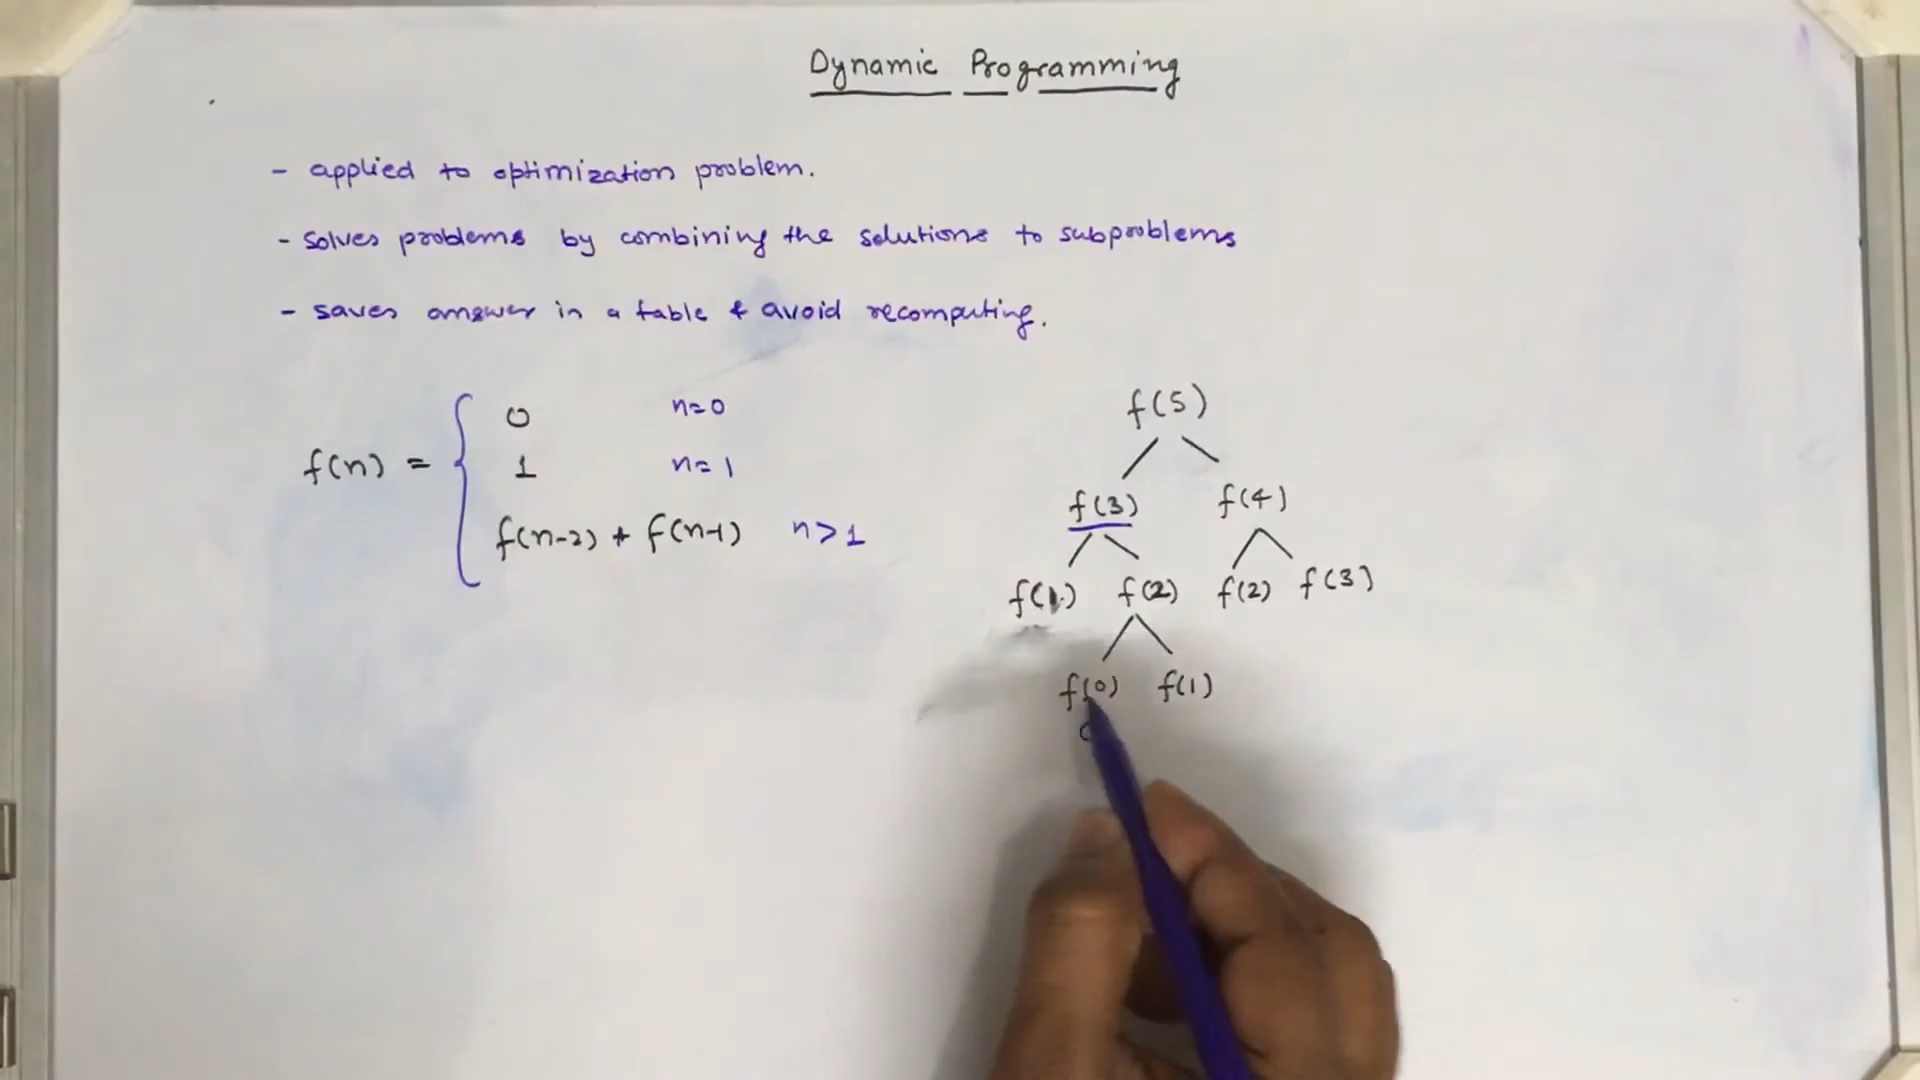 Dynamic Programming
- applied to optimization problem.
- solves problems by combining the solutions to subproblems
- saves answer in a table & avoid recomputing.
f(n) = { 0 n=0
1 n=1
f(n-2) + f(n-1) n>1
f(5)
f(3) f(4)
f(1) f(2) f(2) f(3)
f(0) f(1)